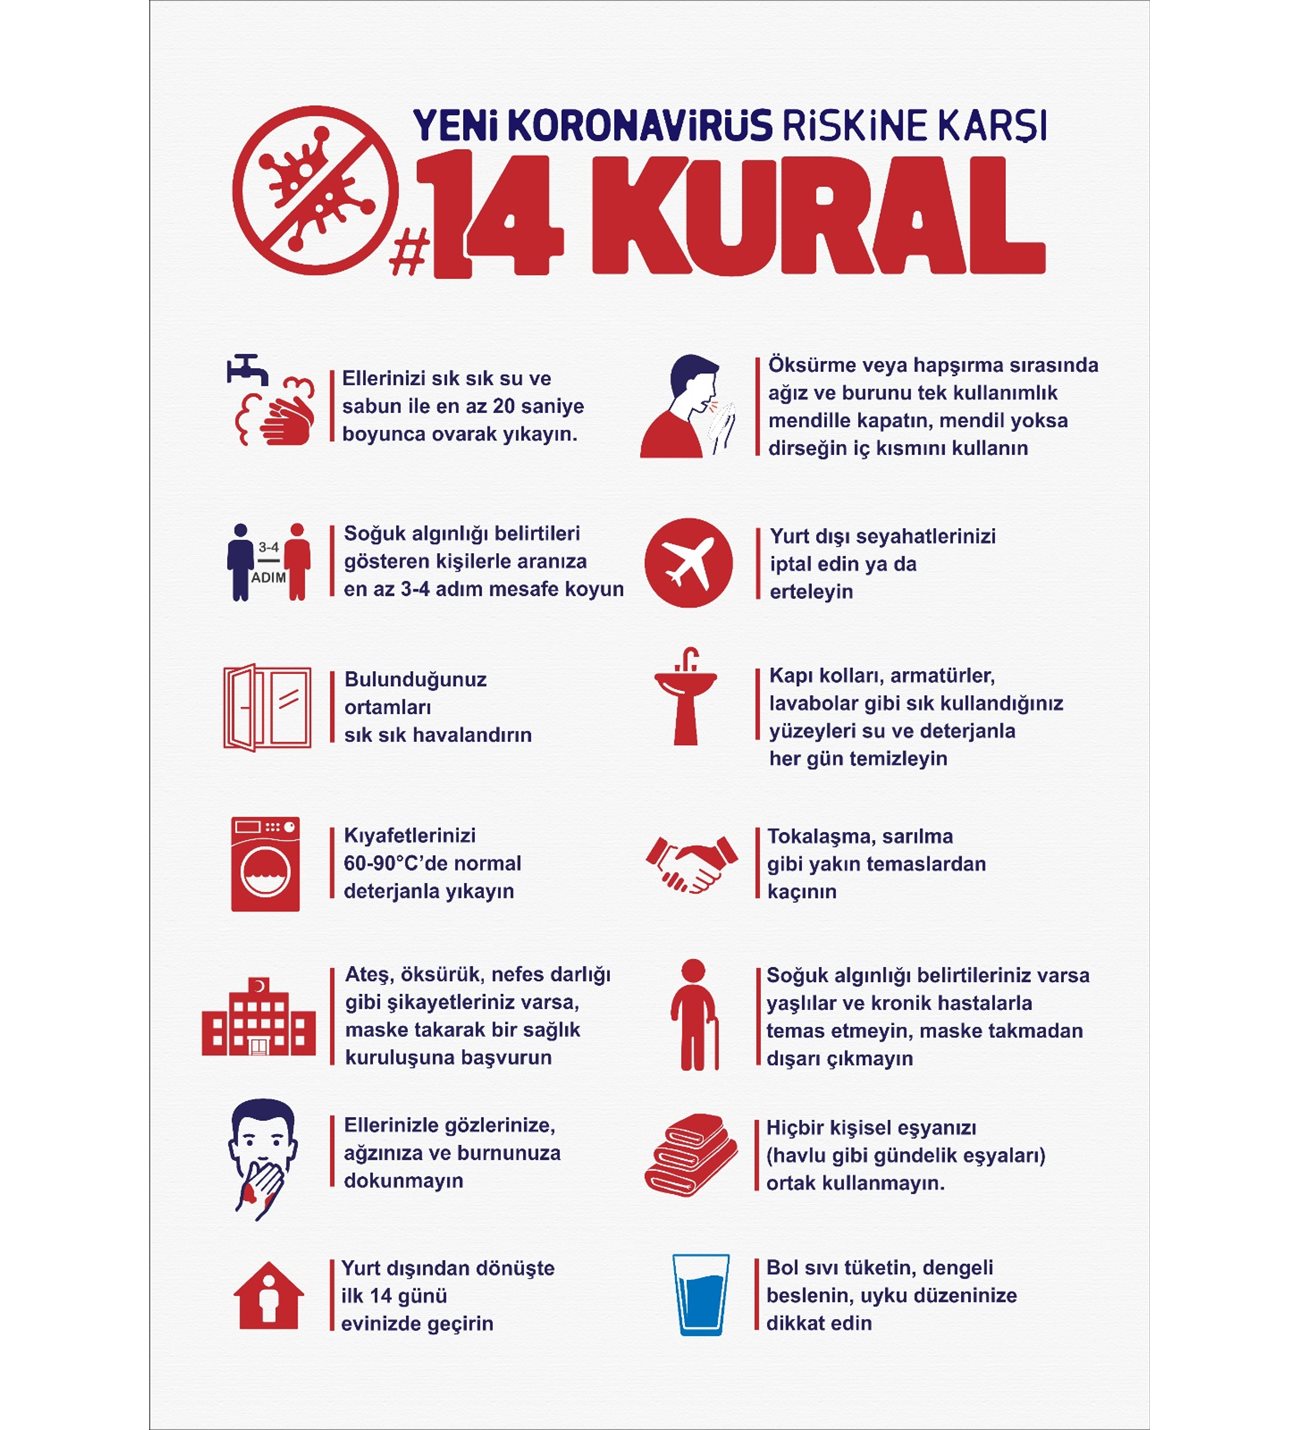 YENİ KORONAVİRÜS RİSKİNE KARŞI
#14 KURAL
Ellerinizi sık sık su ve
sabun ile en az 20 saniye
boyunca ovarak yıkayın.
Öksürme veya hapşırma sırasında
ağız ve burunu tek kullanımlık
mendille kapatın, mendil yoksa
dirseğin iç kısmını kullanın
3-4
ADIM
Soğuk algınlığı belirtileri
gösteren kişilerle aranıza
en az 3-4 adım mesafe koyun
Yurt dışı seyahatlerinizi
iptal edin ya da
erteleyin
Bulunduğunuz
ortamları
sık sık havalandırın
Kapı kolları, armatürler,
lavabolar gibi sık kullandığınız
yüzeyleri su ve deterjanla
her gün temizleyin
Kıyafetlerinizi
60-90°C’de normal
deterjanla yıkayın
Tokalaşma, sarılma
gibi yakın temaslardan
kaçının
Ateş, öksürük, nefes darlığı
gibi şikayetleriniz varsa,
maske takarak bir sağlık
kuruluşuna başvurun
Soğuk algınlığı belirtileriniz varsa
yaşlılar ve kronik hastalarla
temas etmeyin, maske takmadan
dışarı çıkmayın
Ellerinizle gözlerinize,
ağzınıza ve burnunuza
dokunmayın
Hiçbir kişisel eşyanızı
(havlu gibi gündelik eşyaları)
ortak kullanmayın.
Yurt dışından dönüşte
ilk 14 günü
evinizde geçirin
Bol sıvı tüketin, dengeli
beslenin, uyku düzeninize
dikkat edin